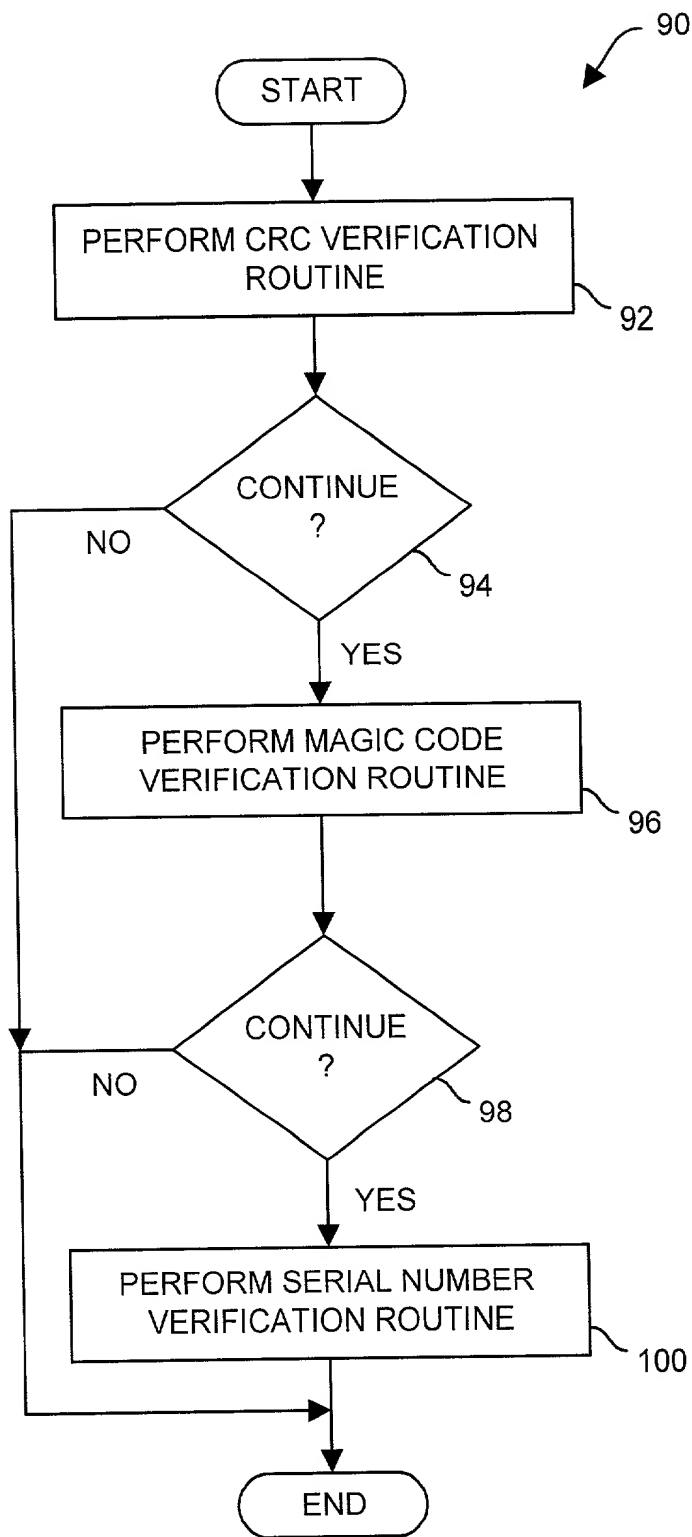 90
START
PERFORM CRC VERIFICATION
ROUTINE
92
CONTINUE
?
NO
94
YES
PERFORM MAGIC CODE
VERIFICATION ROUTINE
96
CONTINUE
?
NO
98
YES
PERFORM SERIAL NUMBER
VERIFICATION ROUTINE
100
END